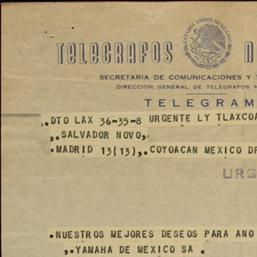 TELEGRAFOS N
SECRETARIA DE COMUNICACIONES Y T
DIRECCION GENERAL DE TELEGRAFOS N
TELEGRAM
.DTO LAX 36-35-8 URGENTE LY TLAXCOA
,.SALVADOR NOVO,.
.MADRID 13(13)., COYOACAN MEXICO DF
URG
.NUESTROS MEJORES DESEOS PARA ANO
,.YAMAHA DE MEXICO SA .